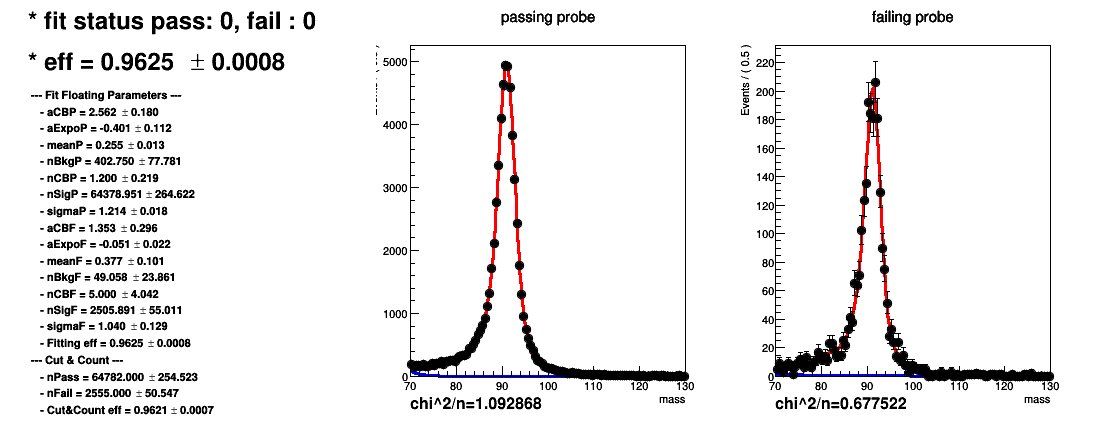 * fit status pass: 0, fail : 0
* eff = 0.9625 ± 0.0008
--- Fit Floating Parameters ---
- aCBP = 2.562 ± 0.180
- aExpoP = -0.401 ± 0.112
- meanP = 0.255 ± 0.013
- nBkgP = 402.750 ± 77.781
- nCBP = 1.200 ± 0.219
- nSigP = 64378.951 ± 264.622
- sigmaP = 1.214 ± 0.018
- aCBF = 1.353 ± 0.296
- aExpoF = -0.051 ± 0.022
- meanF = 0.377 ± 0.101
- nBkgF = 49.058 ± 23.861
- nCBF = 5.000 ± 4.042
- nSigF = 2505.891 ± 55.011
- sigmaF = 1.040 ± 0.129
- Fitting eff = 0.9625 ± 0.0008
--- Cut & Count ---
- nPass = 64782.000 ± 254.523
- nFail = 2555.000 ± 50.547
- Cut&Count eff = 0.9621 ± 0.0007
passing probe
5000
4000
3000
2000
1000
0
70 80 90 100 110 120 130
mass
chi^2/n=1.092868
failing probe
Events / ( 0.5 )
220
200
180
160
140
120
100
80
60
40
20
0
70 80 90 100 110 120 130
mass
chi^2/n=0.677522